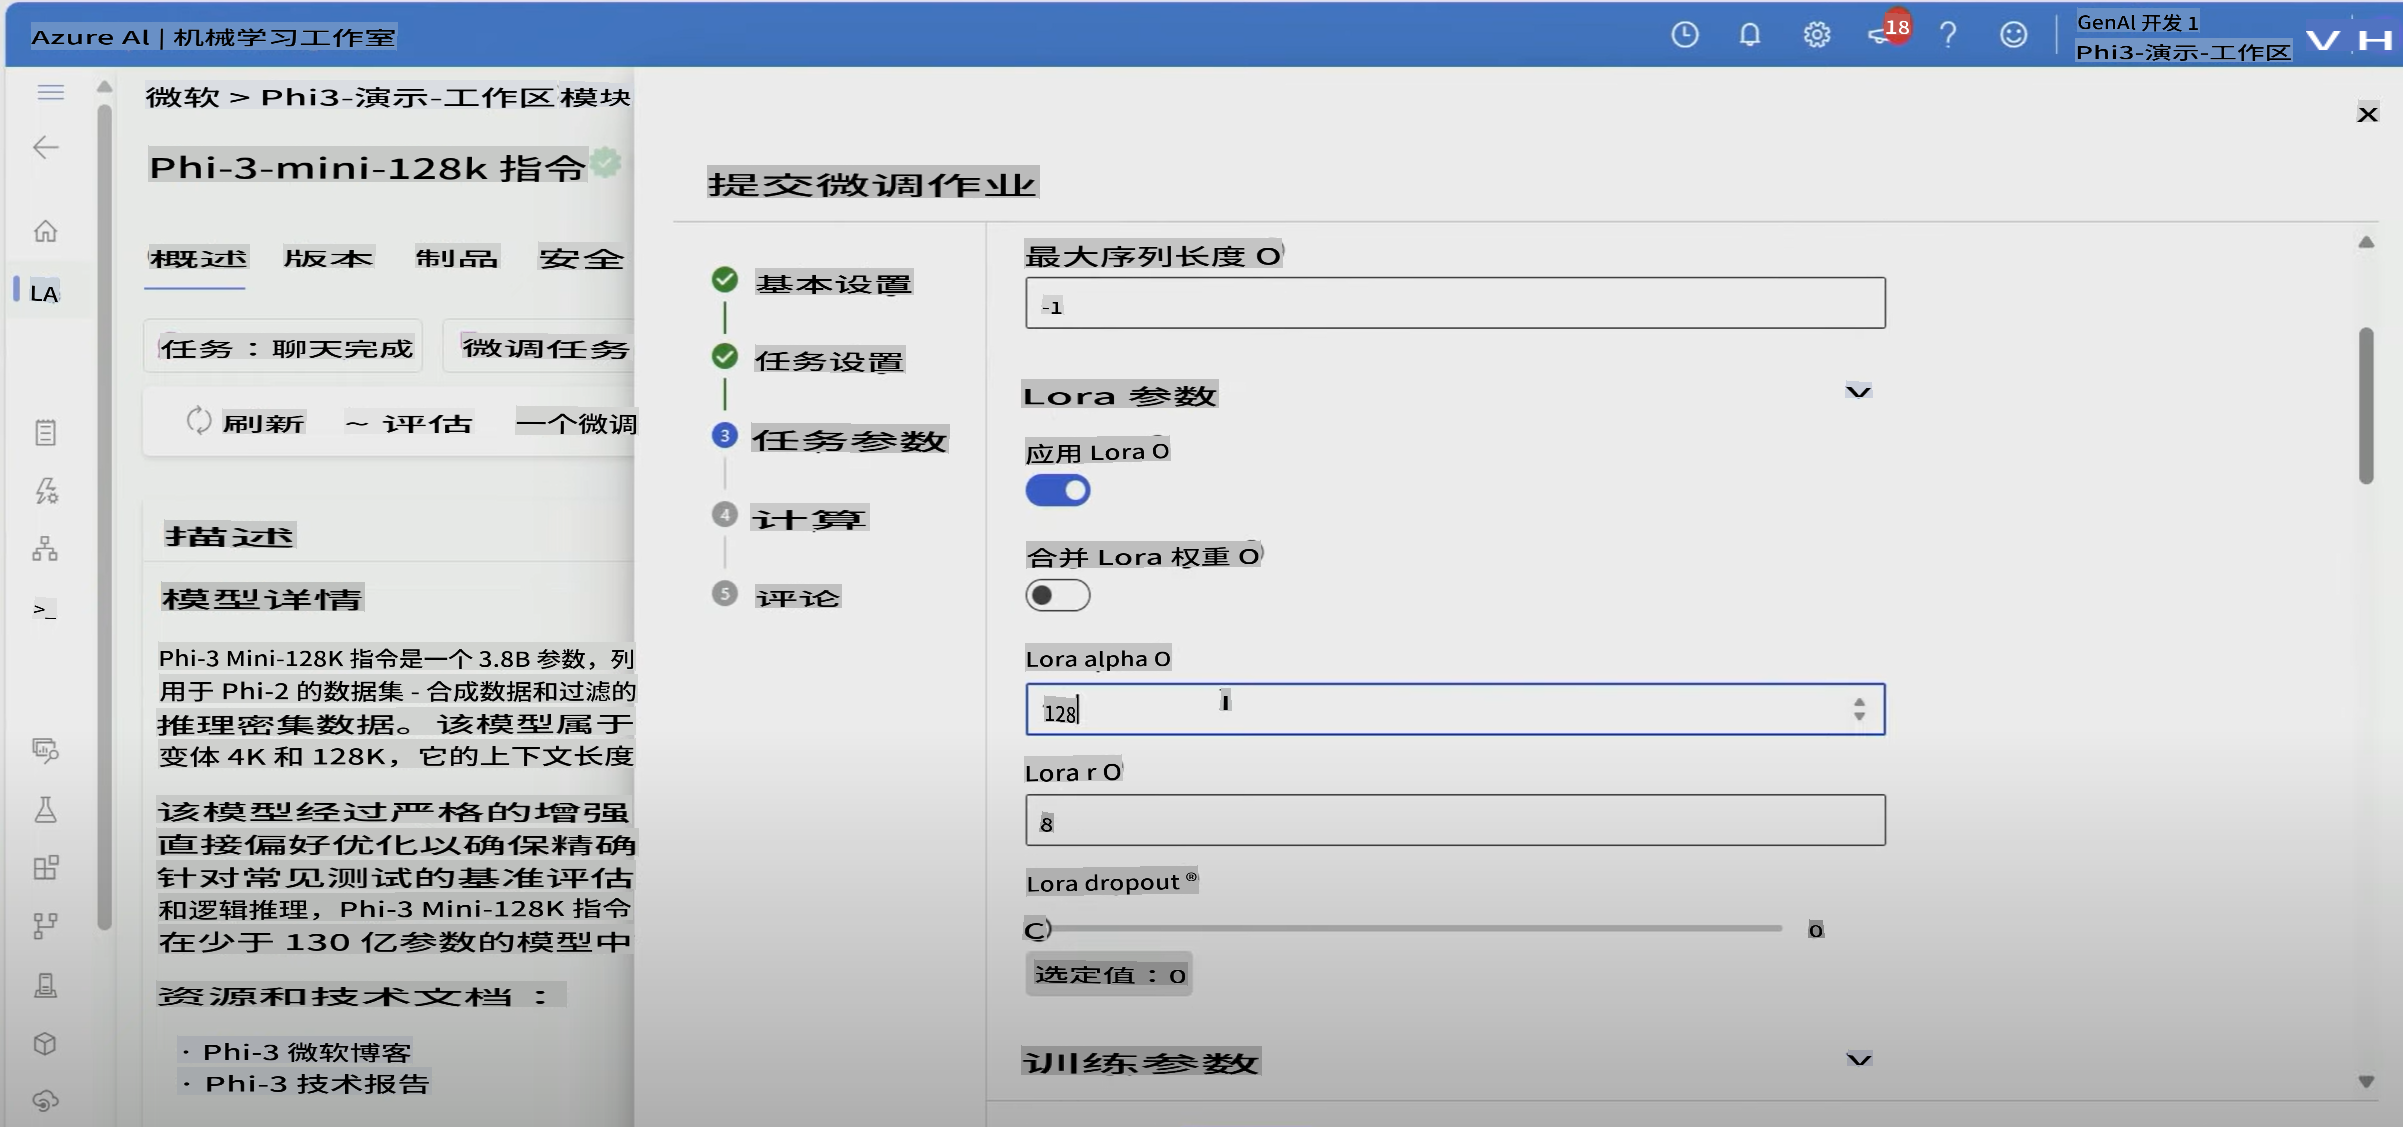 Azure Al | 机械学习工作室
18
GenAl 开发 1
Phi3-演示-工作区
V H
微软 > Phi3-演示-工作区模块
Phi-3-mini-128k 指令
概述 版本 制品 安全
LA
任务：聊天完成 微调任务
刷新 ~ 评估 一个微调
描述
模型详情
>_
Phi-3 Mini-128K 指令是一个 3.8B 参数，列
用于 Phi-2 的数据集 - 合成数据和过滤的
推理密集数据。该模型属于
变体 4K 和 128K，它的上下文长度
该模型经过严格的增强
直接偏好优化以确保精确
针对常见测试的基准评估
和逻辑推理，Phi-3 Mini-128K 指令
在少于 130 亿参数的模型中
资源和技术文档：
· Phi-3 微软博客
· Phi-3 技术报告
X
提交微调作业
基本设置
任务设置
3 任务参数
4 计算
5 评论
最大序列长度 O
-1
Lora 参数
应用 Lora O
合并 Lora 权重 O
Lora alpha O
128
Lora r O
8
Lora dropout ®
C 0
选定值：0
训练参数